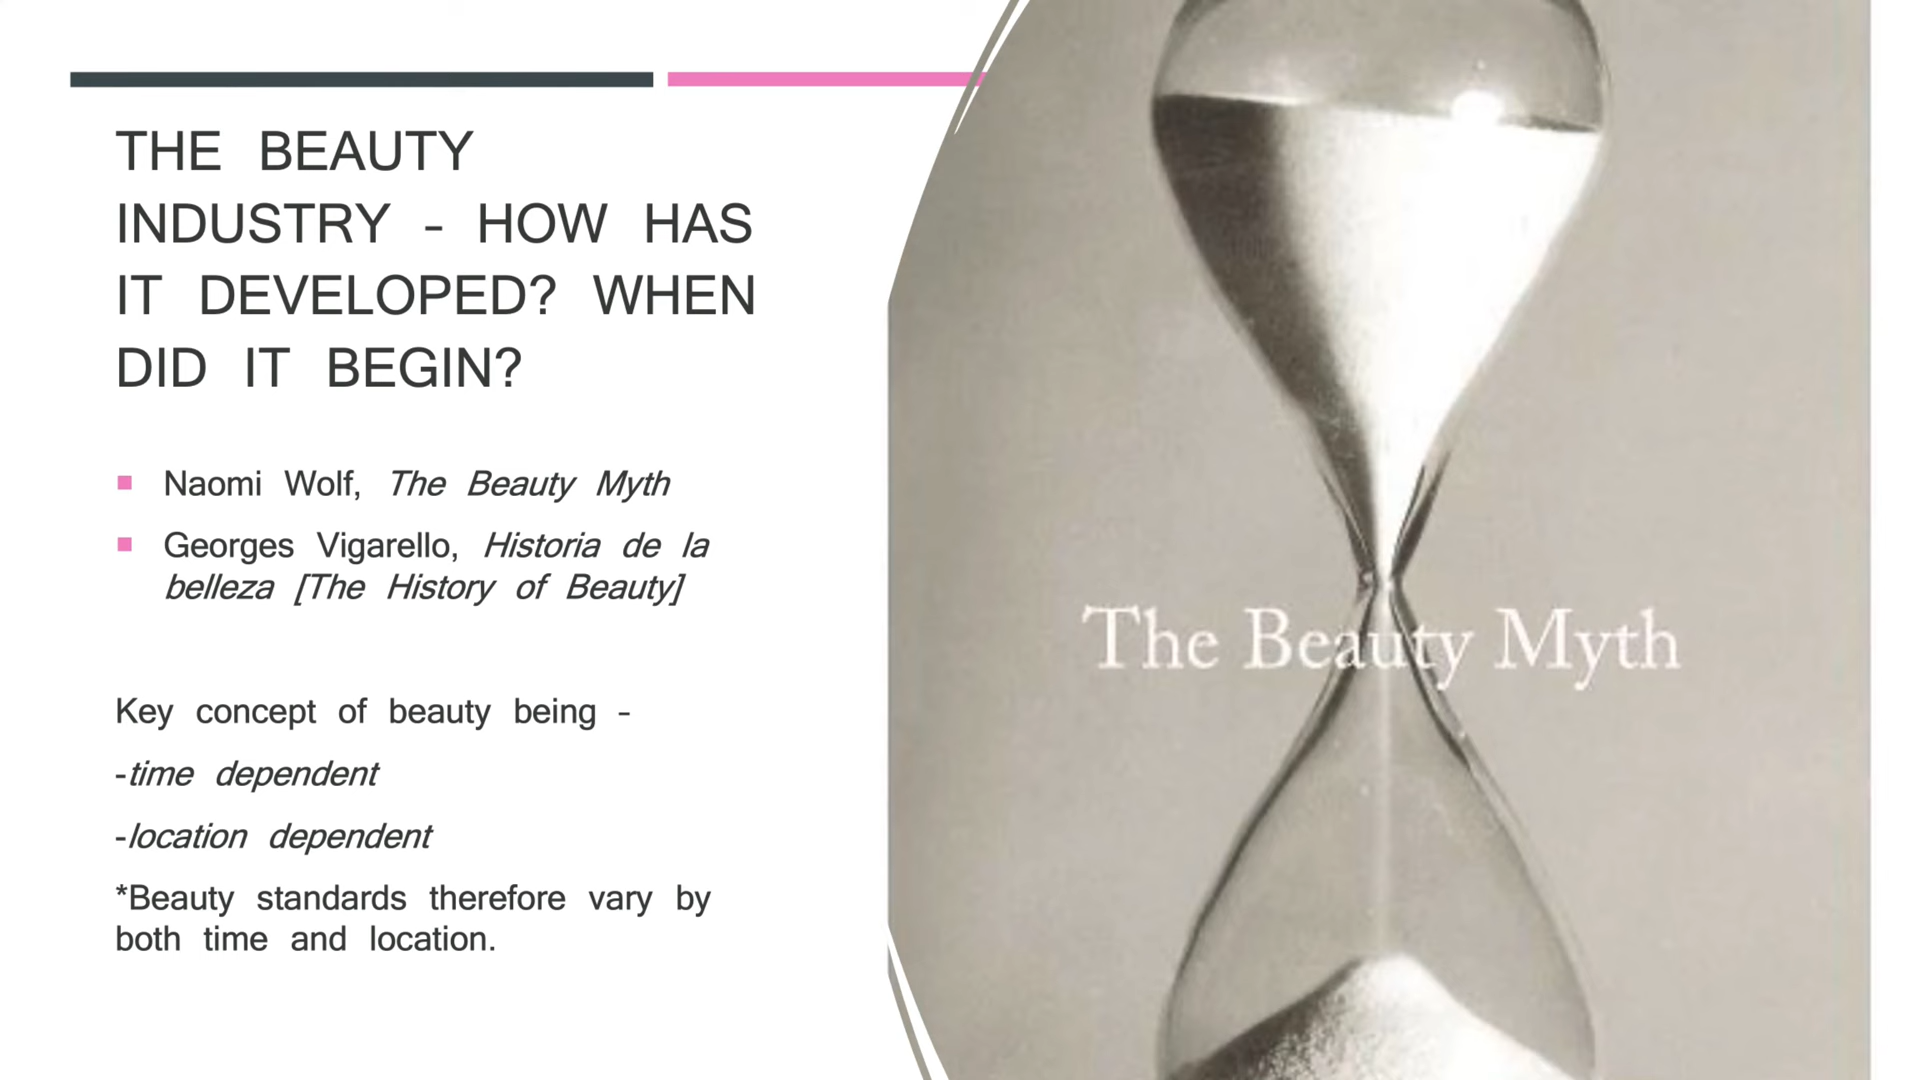 THE BEAUTY
INDUSTRY - HOW HAS
IT DEVELOPED? WHEN
DID IT BEGIN?
Naomi Wolf, The Beauty Myth
Georges Vigarello, Historia de la
belleza [The History of Beauty]
Key concept of beauty being -
-time dependent
-location dependent
*Beauty standards therefore vary by
both time and location.
The Beauty Myth